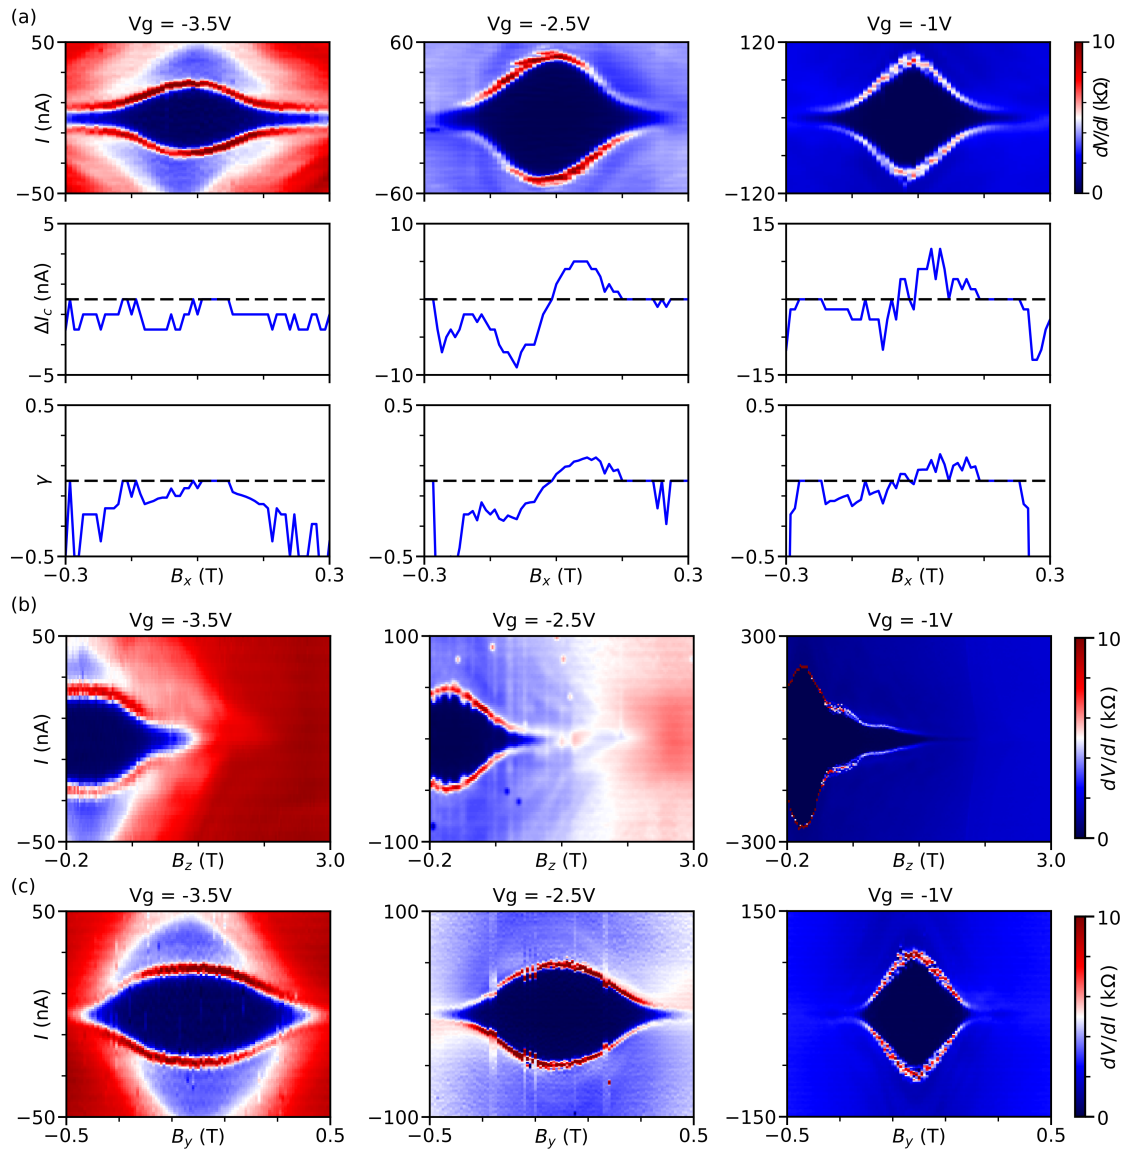 (a)
Vg = -3.5V
Vg = -2.5V
Vg = -1V
50
−50
I (nA)
60
−60
120
−120
10
0
dV/dI (kΩ)
5
−5
ΔI_c (nA)
10
−10
15
−15
0.5
−0.5
γ
−0.3
B_x (T)
0.3
0.5
−0.5
−0.3
B_x (T)
0.3
0.5
−0.5
−0.3
B_x (T)
0.3
(b)
Vg = -3.5V
Vg = -2.5V
Vg = -1V
50
−50
I (nA)
−0.2
B_z (T)
3.0
100
−100
−0.2
B_z (T)
3.0
300
−300
−0.2
B_z (T)
3.0
10
0
dV/dI (kΩ)
(c)
Vg = -3.5V
Vg = -2.5V
Vg = -1V
50
−50
I (nA)
−0.5
B_y (T)
0.5
100
−100
−0.5
B_y (T)
0.5
150
−150
−0.5
B_y (T)
0.5
10
0
dV/dI (kΩ)